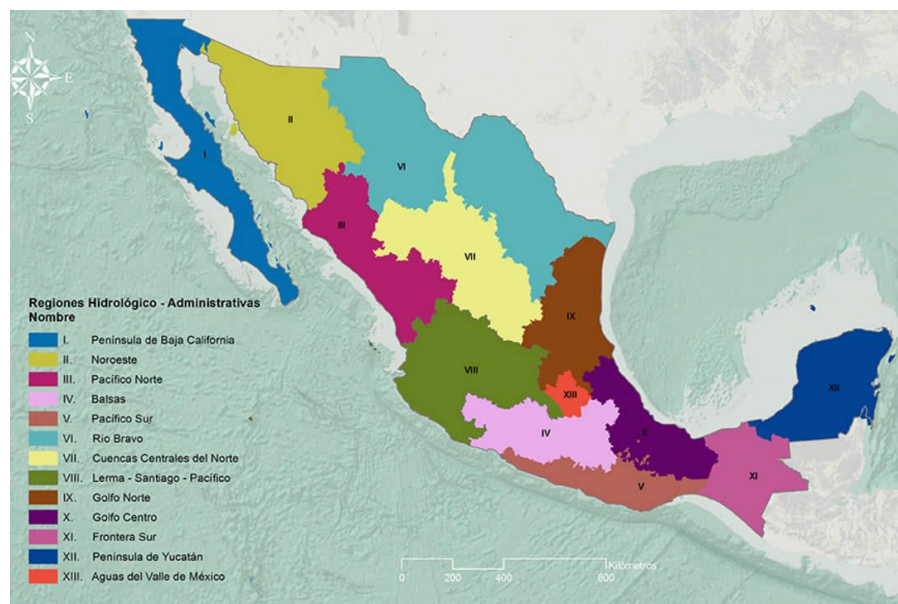 N
E
S
II
I
VI
III
VII
IX
VIII
XIII
XII
IV
X
V
XI
Regiones Hidrológico - Administrativas
Nombre
I. Península de Baja California
II. Noroeste
III. Pacífico Norte
IV. Balsas
V. Pacífico Sur
VI. Rio Bravo
VII. Cuencas Centrales del Norte
VIII. Lerma - Santiago - Pacífico
IX. Golfo Norte
X. Golfo Centro
XI. Frontera Sur
XII. Península de Yucatán
XIII. Aguas del Valle de México
Kilómetros
0 200 400 800